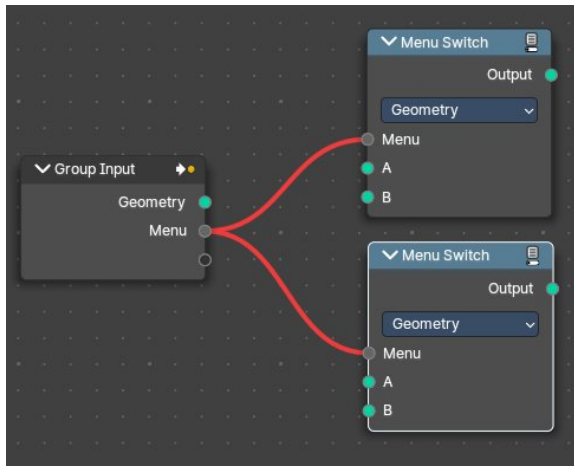 Menu Switch
Output
Geometry
Menu
A
B
Group Input
Geometry
Menu
Menu Switch
Output
Geometry
Menu
A
B